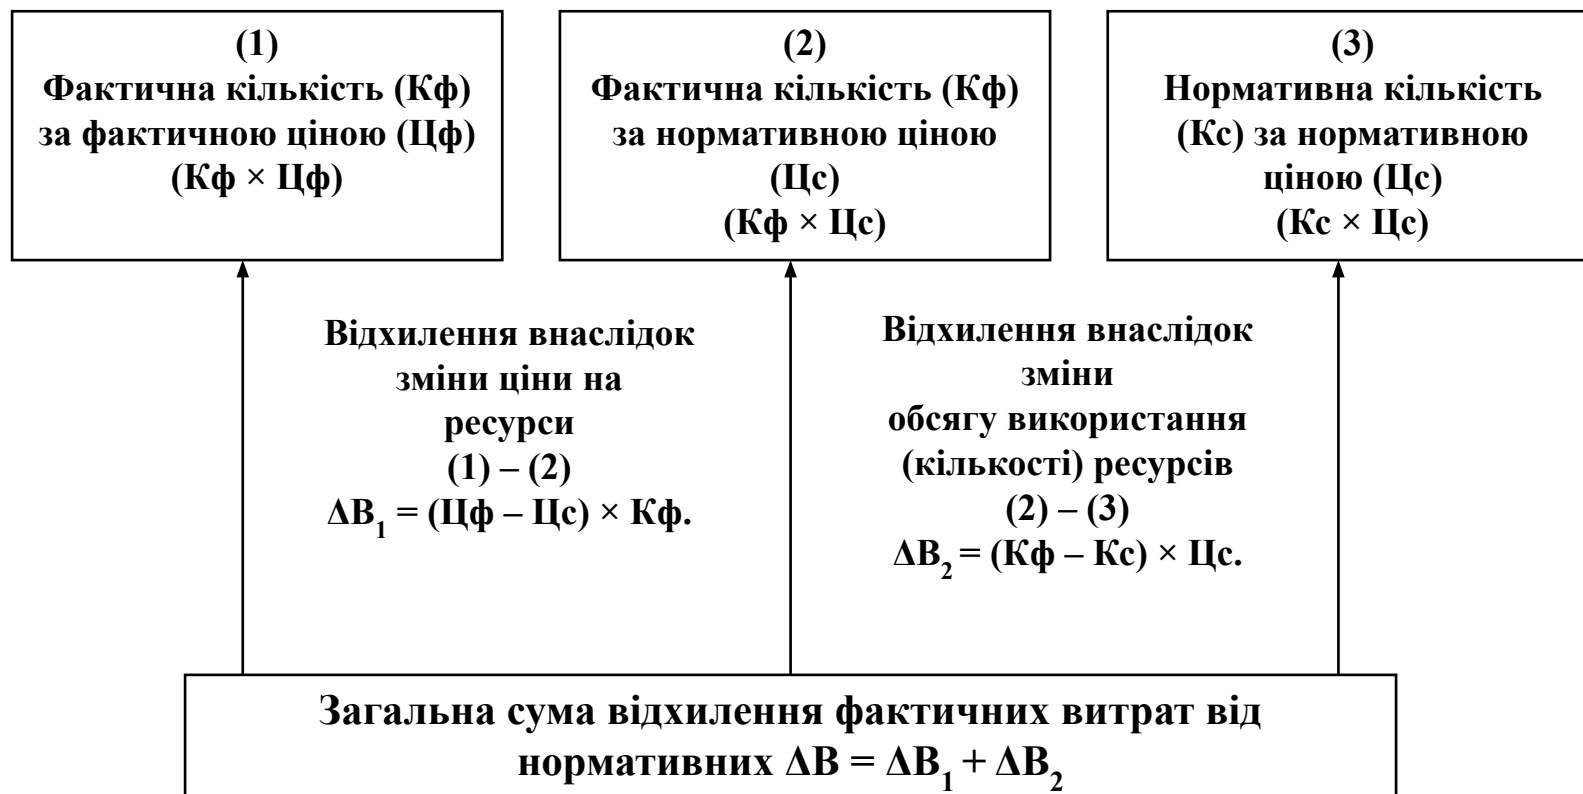 (1)
Фактична кількість (Кф)
за фактичною ціною (Цф)
(Кф × Цф)
(2)
Фактична кількість (Кф)
за нормативною ціною
(Цс)
(Кф × Цс)
(3)
Нормативна кількість
(Кс) за нормативною
ціною (Цс)
(Кс × Цс)
Відхилення внаслідок
зміни ціни на
ресурси
(1) – (2)
ΔВ₁ = (Цф – Цс) × Кф.
Відхилення внаслідок
зміни
обсягу використання
(кількості) ресурсів
(2) – (3)
ΔВ₂ = (Кф – Кс) × Цс.
Загальна сума відхилення фактичних витрат від
нормативних ΔВ = ΔВ₁ + ΔВ₂